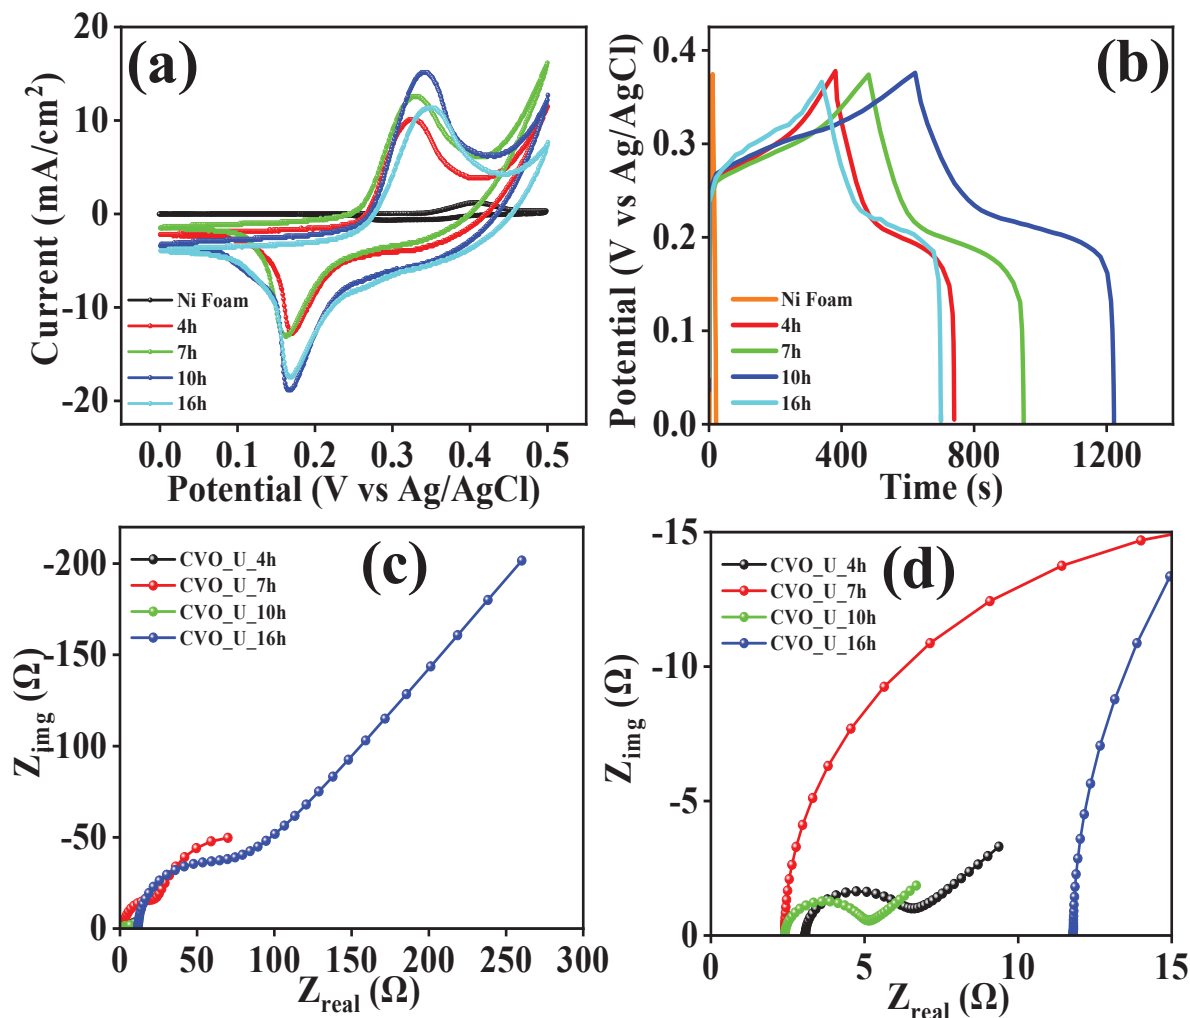 (a)
20
10
0
-10
-20
Current (mA/cm²)
Ni Foam
4h
7h
10h
16h
0.0 0.1 0.2 0.3 0.4 0.5
Potential (V vs Ag/AgCl)
(b)
0.4
0.3
0.2
0.1
0.0
Potential (V vs Ag/AgCl)
Ni Foam
4h
7h
10h
16h
0 400 800 1200
Time (s)
(c)
-200
-150
-100
-50
0
Z_img (Ω)
CVO_U_4h
CVO_U_7h
CVO_U_10h
CVO_U_16h
0 50 100 150 200 250 300
Z_real (Ω)
(d)
-15
-10
-5
0
Z_img (Ω)
CVO_U_4h
CVO_U_7h
CVO_U_10h
CVO_U_16h
0 5 10 15
Z_real (Ω)